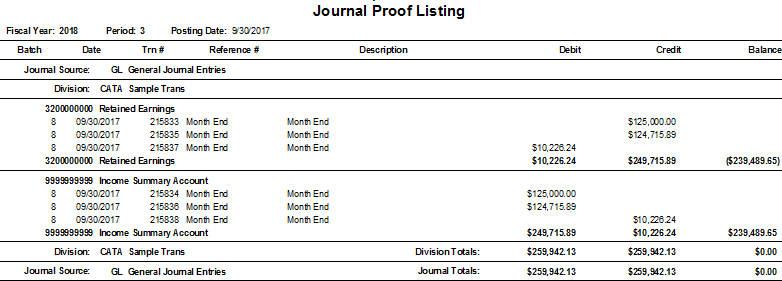 Journal Proof Listing
Fiscal Year: 2018 Period: 3 Posting Date: 9/30/2017
Batch Date Trn # Reference # Description Debit Credit Balance
Journal Source: GL General Journal Entries
Division: CATA Sample Trans
3200000000 Retained Earnings
8 09/30/2017 215833 Month End Month End $125,000.00
8 09/30/2017 215835 Month End Month End $124,715.89
8 09/30/2017 215837 Month End Month End $10,226.24
3200000000 Retained Earnings $10,226.24 $249,715.89 ($239,489.65)
9999999999 Income Summary Account
8 09/30/2017 215834 Month End Month End $125,000.00
8 09/30/2017 215836 Month End Month End $124,715.89
8 09/30/2017 215838 Month End Month End $10,226.24
9999999999 Income Summary Account $249,715.89 $10,226.24 $239,489.65
Division: CATA Sample Trans Division Totals: $259,942.13 $259,942.13 $0.00
Journal Source: GL General Journal Entries Journal Totals: $259,942.13 $259,942.13 $0.00